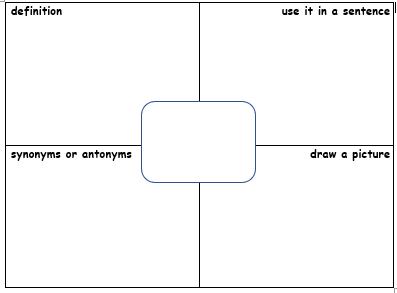 definition
use it in a sentence
synonyms or antonyms
draw a picture